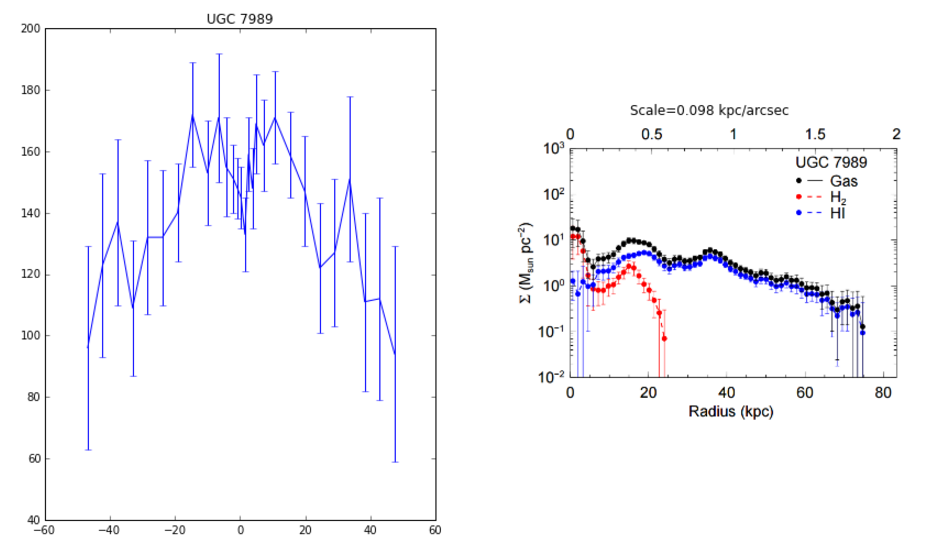 UGC 7989
200
180
160
140
120
100
80
60
40
−60 −40 −20 0 20 40 60
Scale=0.098 kpc/arcsec
0 0.5 1 1.5 2
10³
10²
10¹
10⁰
10⁻¹
10⁻²
Σ (M_sun pc⁻²)
UGC 7989
Gas
H₂
HI
0 20 40 60 80
Radius (kpc)